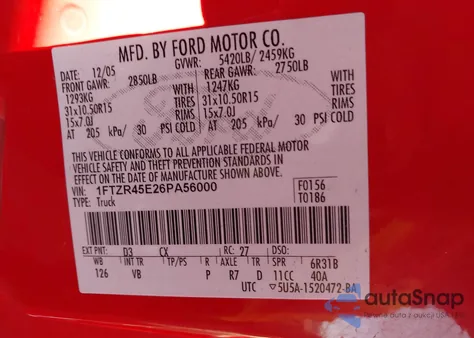 MFD. BY FORD MOTOR CO.
DATE: 12/05 GVWR: 5420LB/ 2459KG
FRONT GAWR: 2850LB REAR GAWR: 2750LB
1293KG WITH 1247KG WITH
31x10.50R15 TIRES 31x10.50R15 TIRES
15x7.0J RIMS 15x7.0J RIMS
AT 205 kPa/ 30 PSI COLD AT 205 kPa/ 30 PSI COLD
THIS VEHICLE CONFORMS TO ALL APPLICABLE FEDERAL MOTOR
VEHICLE SAFETY AND THEFT PREVENTION STANDARDS IN
EFFECT ON THE DATE OF MANUFACTURE SHOWN ABOVE.
VIN: 1FTZR45E26PA56000 F0156
TYPE: Truck T0186
EXT PNT: D3 CX RC: 27 DSO:
WB INT TR TP/PS R AXLE TR SPR 6R31B
126 VB P R7 D 11CC 40A
UTC 5U5A-1520472-BA
autaSnap